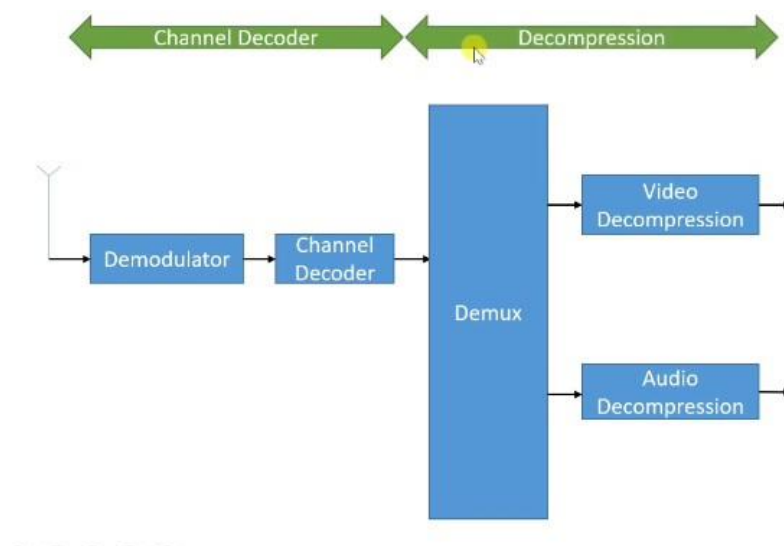 Channel Decoder
Decompression
Video
Decompression
Demodulator
Channel
Decoder
Demux
Audio
Decompression